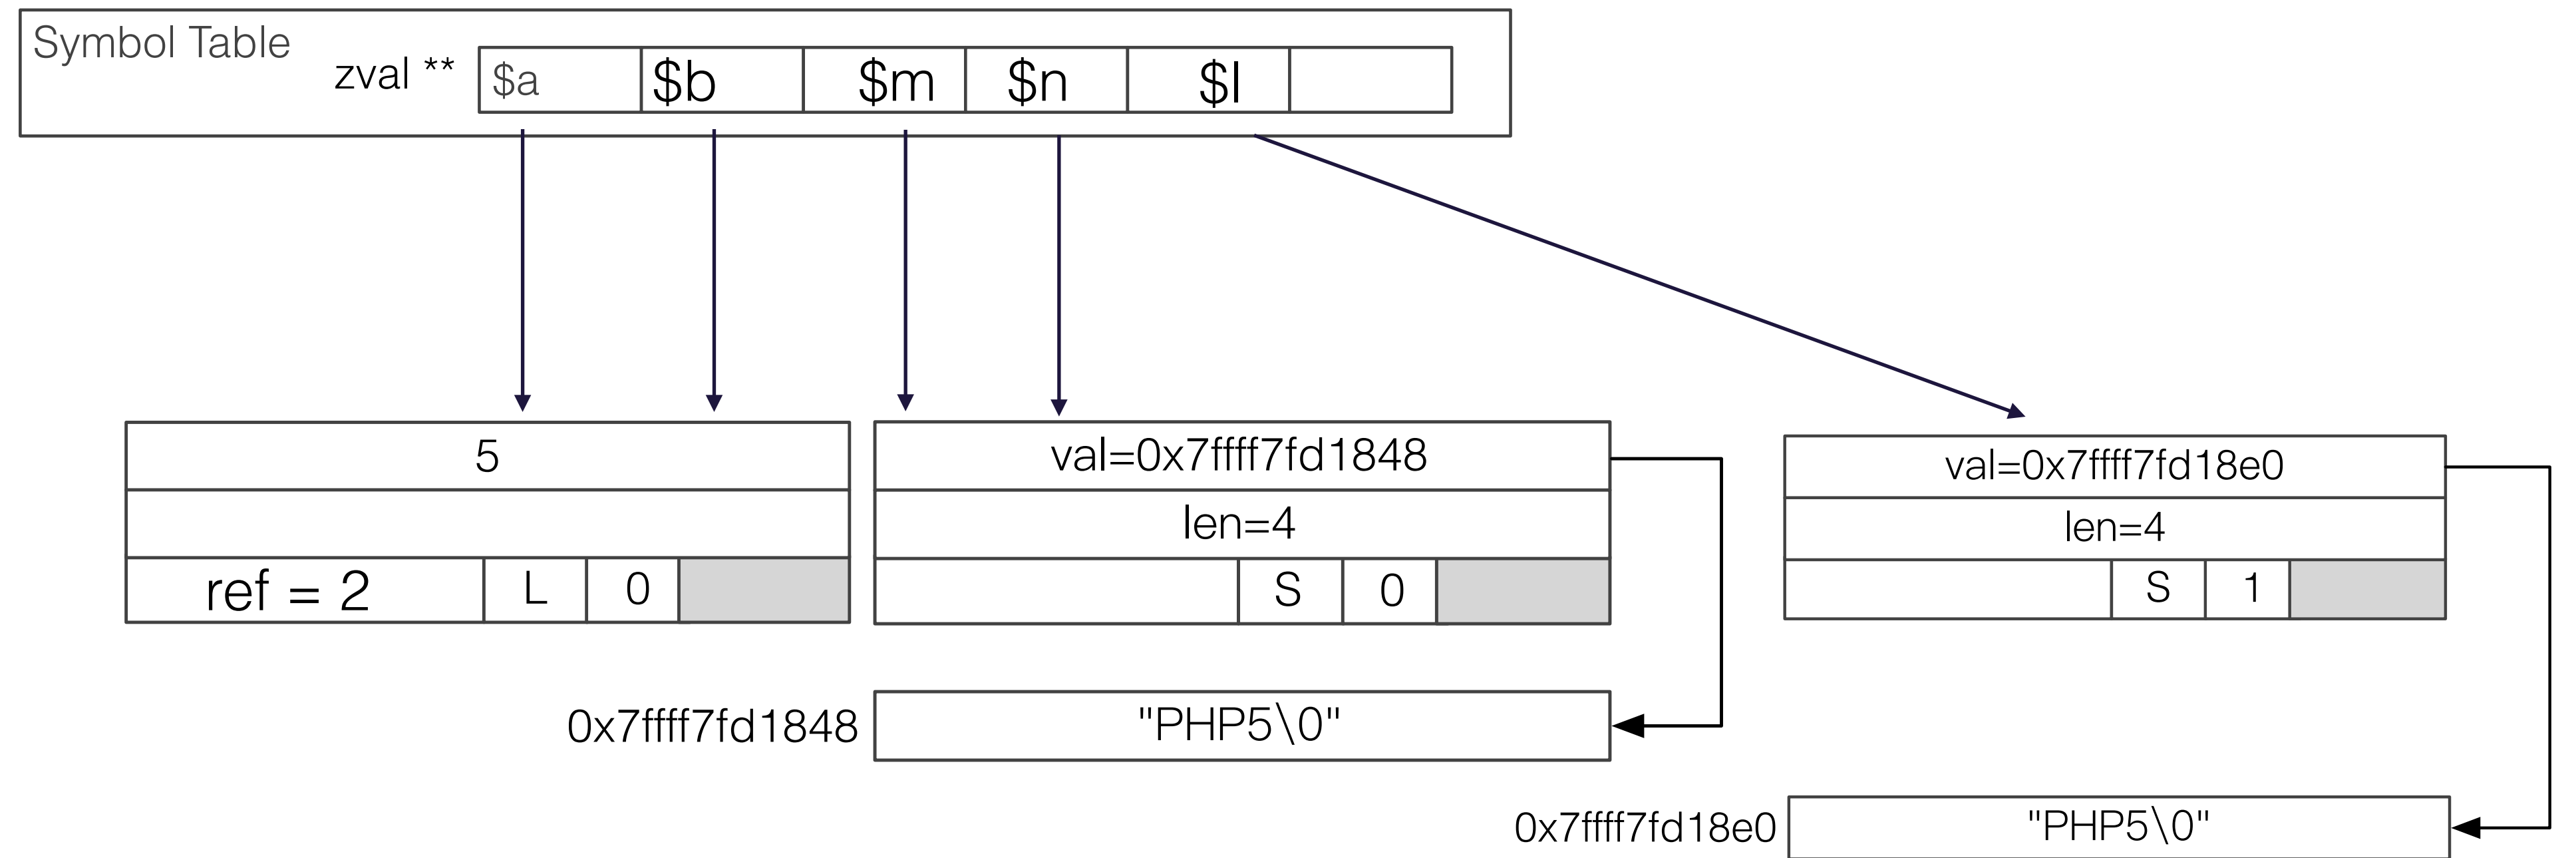 Symbol Table
zval **
$a
$b
$m
$n
$l
5
ref = 2
L
0
val=0x7ffff7fd1848
len=4
S
0
val=0x7ffff7fd18e0
len=4
S
1
0x7ffff7fd1848
"PHP5\0"
0x7ffff7fd18e0
"PHP5\0"